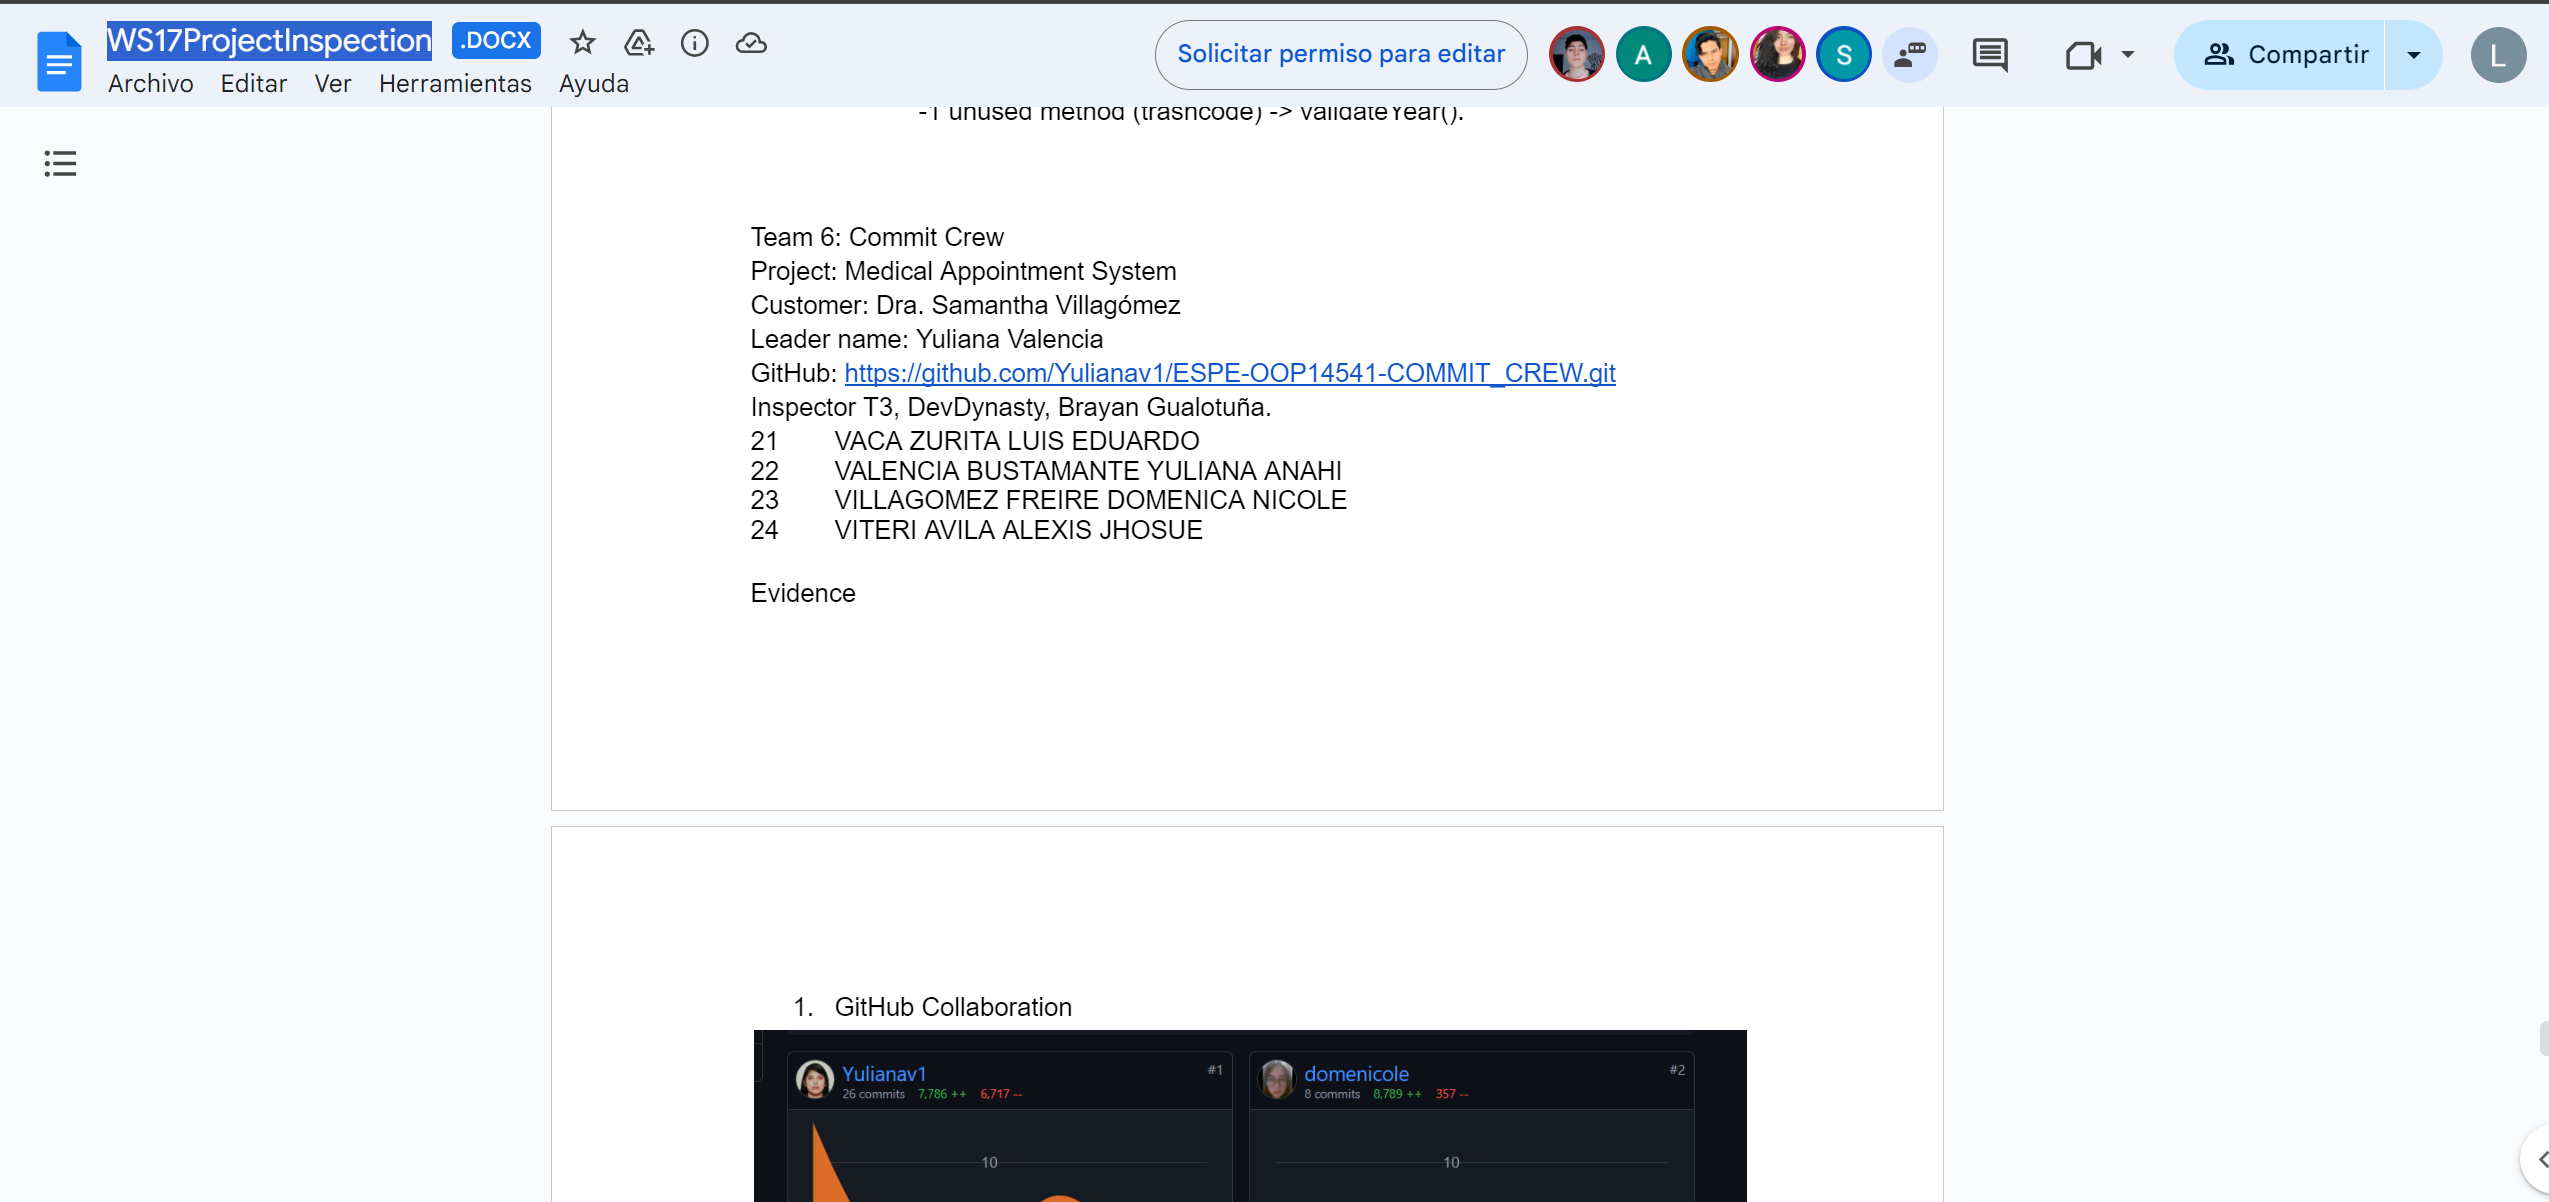 WS17ProjectInspection .DOCX
Archivo Editar Ver Herramientas Ayuda
Solicitar permiso para editar
A
S
Compartir
L
-1 unused method (trashcode) -> validateYear().
Team 6: Commit Crew
Project: Medical Appointment System
Customer: Dra. Samantha Villagómez
Leader name: Yuliana Valencia
GitHub: https://github.com/Yulianav1/ESPE-OOP14541-COMMIT_CREW.git
Inspector T3, DevDynasty, Brayan Gualotuña.
21 VACA ZURITA LUIS EDUARDO
22 VALENCIA BUSTAMANTE YULIANA ANAHI
23 VILLAGOMEZ FREIRE DOMENICA NICOLE
24 VITERI AVILA ALEXIS JHOSUE
Evidence
1. GitHub Collaboration
Yulianav1 #1
26 commits 7,786 ++ 6,717 --
10
domenicole #2
8 commits 8,789 ++ 357 --
10